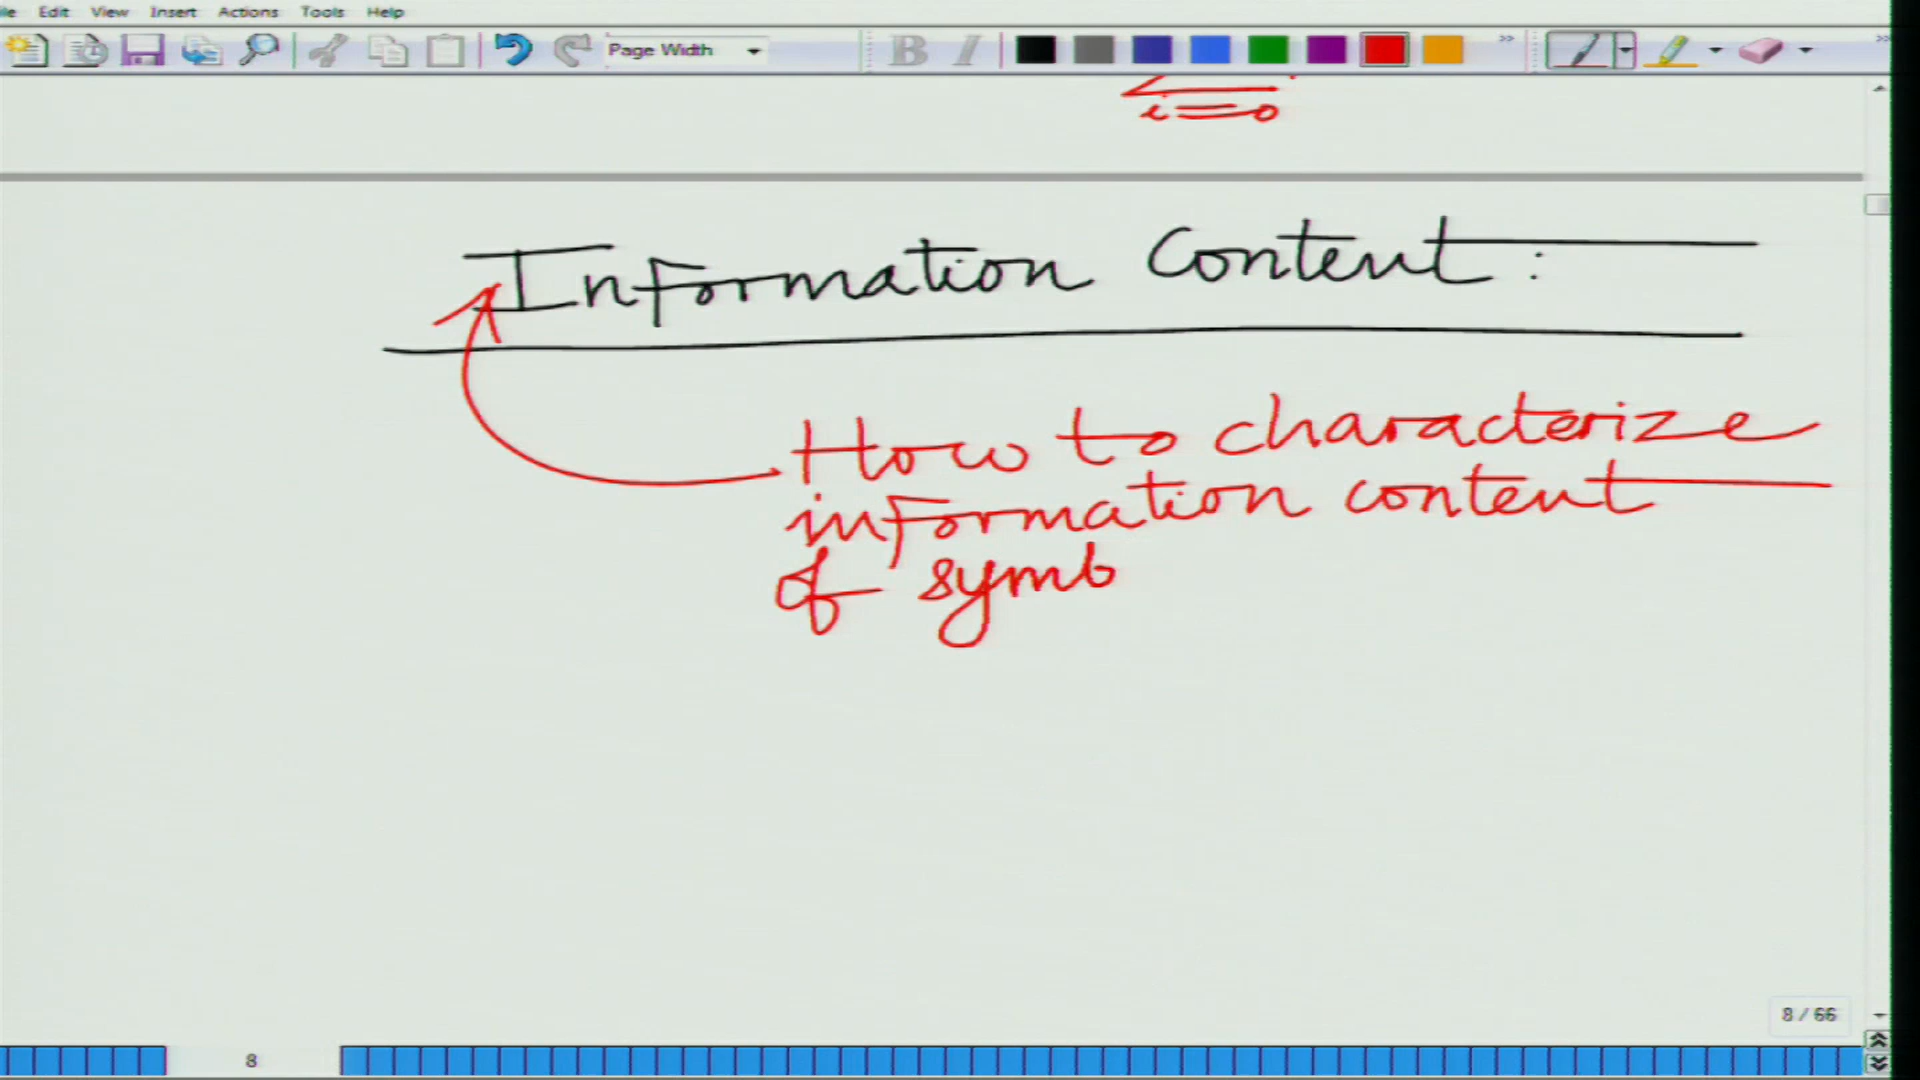 Edit View Insert Actions Tools Help
Page Width
B I
i=0
Information Content:
How to characterize
information content
of symb
8 / 66
8